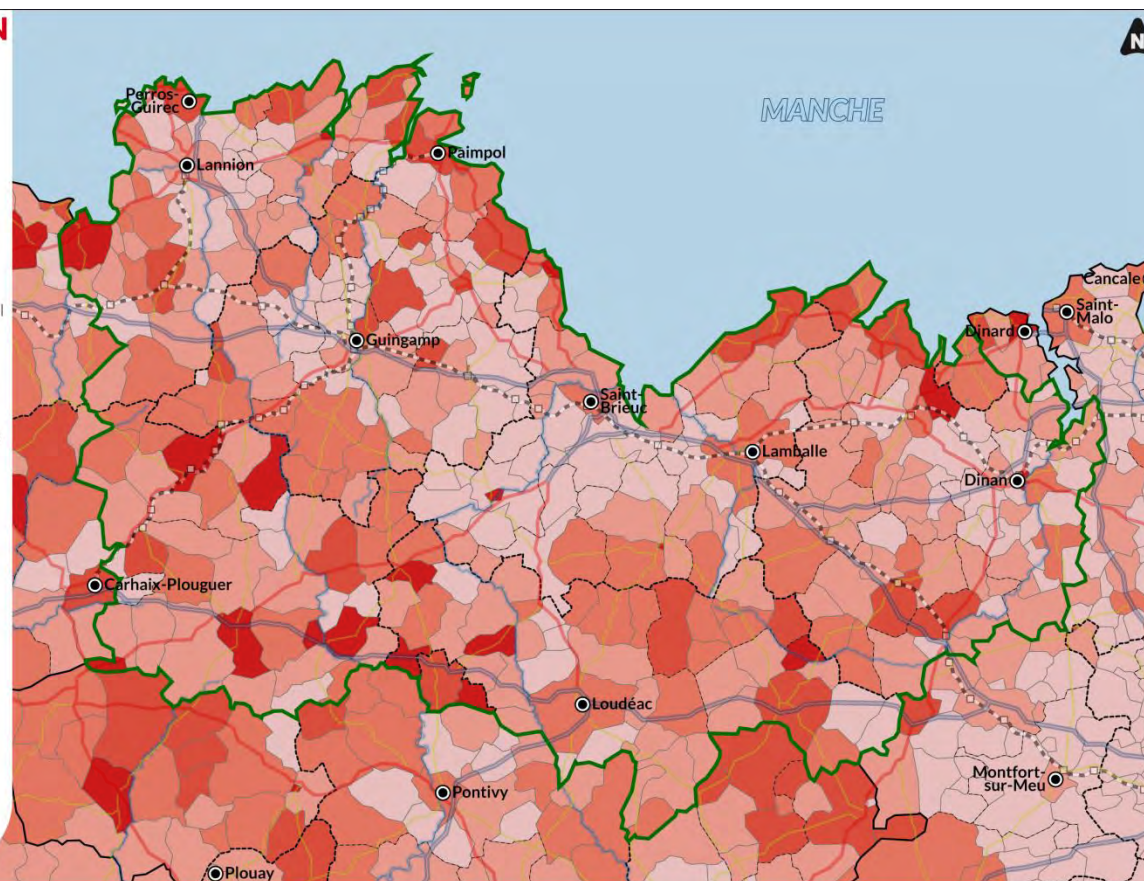 N
N
MANCHE
Perros-
Guirec
Lannion
Paimpol
Cancale
Saint-
Malo
Dinard
Guingamp
Saint-
Brieuc
Lamballe
Dinan
Carhaix-Plouguer
Loudéac
Montfort-
sur-Meu
Pontivy
Plouay